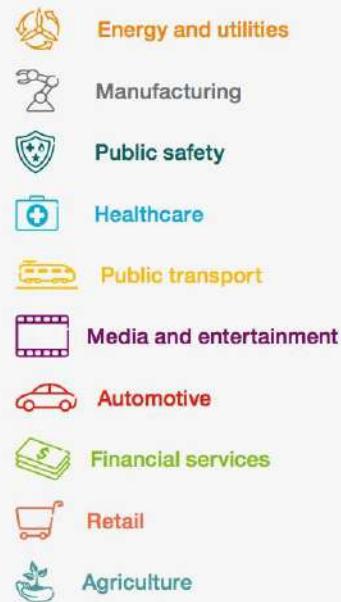 Energy and utilities
Manufacturing
Public safety
Healthcare
Public transport
Media and entertainment
Automotive
$
Financial services
Retail
Agriculture